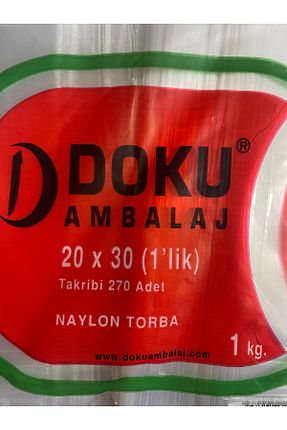 DOKU®
AMBALAJ
20 x 30 (1'lik)
Takribi 270 Adet
NAYLON TORBA
1 kg.
www.dokuambalaj.com